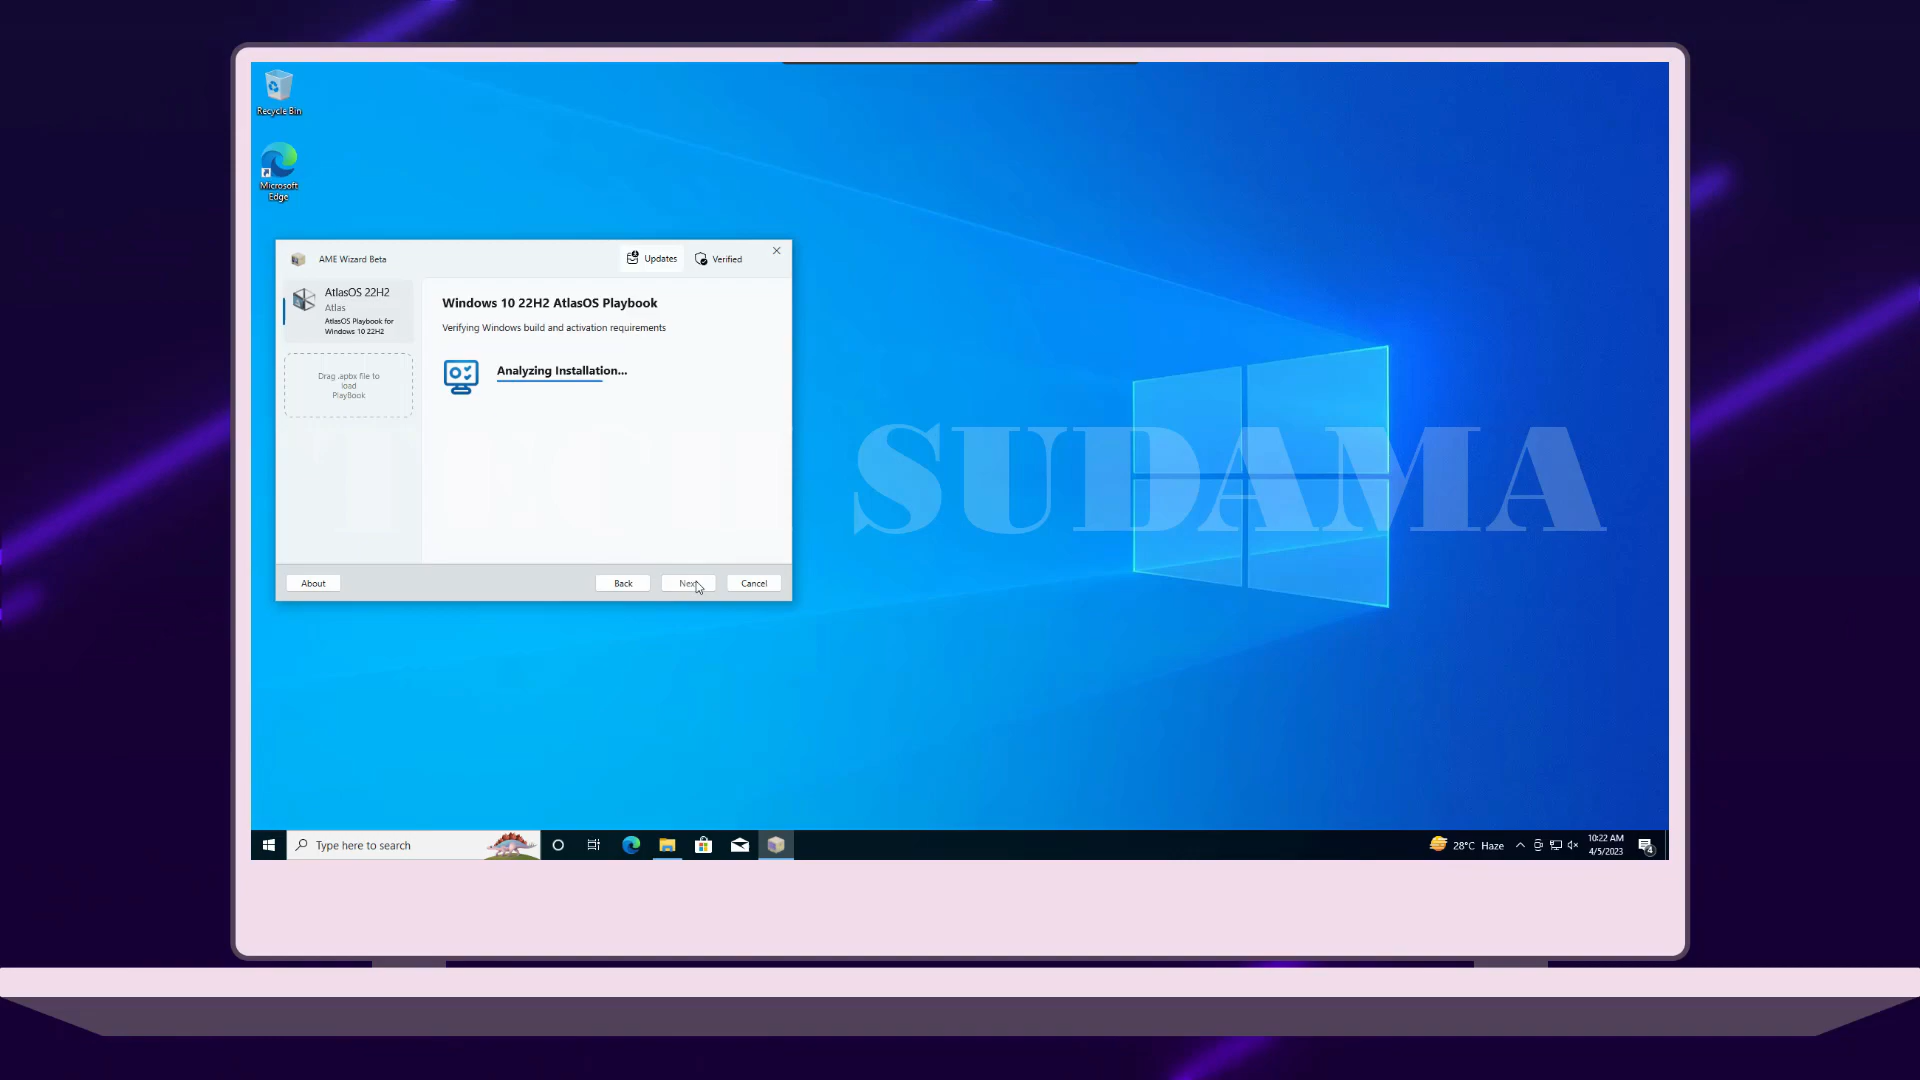 Recycle Bin
Microsoft
Edge
AME Wizard Beta
Updates
Verified
AtlasOS 22H2
Atlas
AtlasOS Playbook for
Windows 10 22H2
Drag .apbx file to
load
PlayBook
Windows 10 22H2 AtlasOS Playbook
Verifying Windows build and activation requirements
Analyzing Installation...
TECH SUDAMA
About
Back
Next
Cancel
Type here to search
28°C Haze
10:22 AM
4/5/2023
4